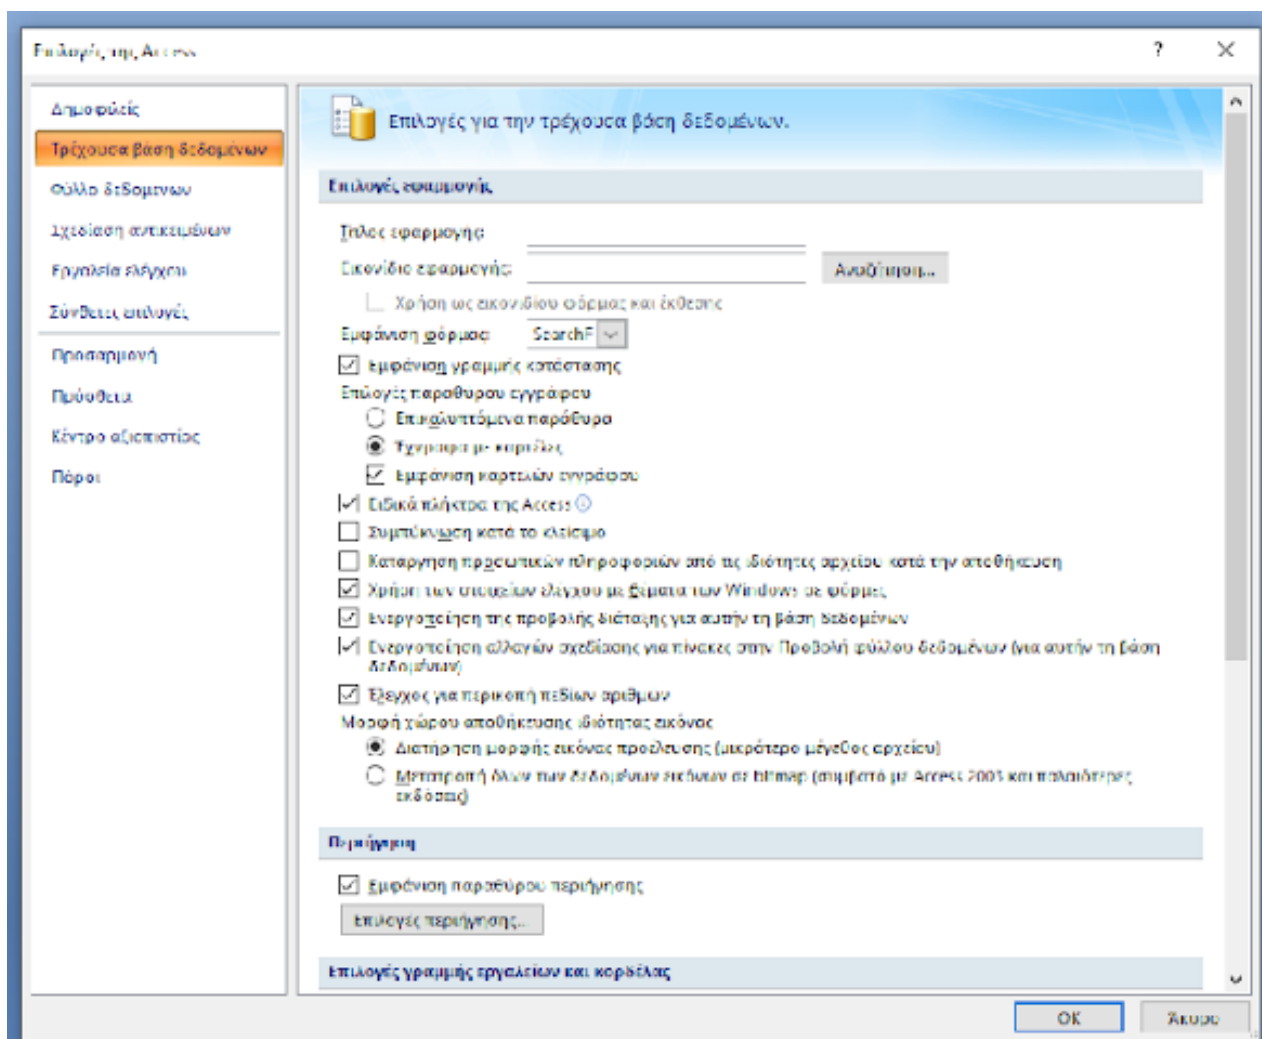 Επιλογές της Access
?
Δημοφιλείς
Τρέχουσα βάση δεδομένων
Φύλλο δεδομένων
Σχεδίαση αντικειμένων
Εργαλεία ελέγχου
Σύνθετες επιλογές
Προσαρμογή
Πρόσθετα
Κέντρο αξιοπιστίας
Πόροι
Επιλογές για την τρέχουσα βάση δεδομένων.
Επιλογές εφαρμογής
Τίτλος εφαρμογής:
Εικονίδιο εφαρμογής:
Αναζήτηση...
Χρήση ως εικονιδίου φόρμας και έκθεσης
Εμφάνιση φόρμας: SearchF
Εμφάνιση γραμμής κατάστασης
Επιλογές παραθύρου εγγράφου
Επικαλυπτόμενα παράθυρα
Έγγραφα με καρτέλες
Εμφάνιση καρτελών εγγράφου
Ειδικά πλήκτρα της Access
Συμπύκνωση κατά το κλείσιμο
Κατάργηση προσωπικών πληροφοριών από τις ιδιότητες αρχείου κατά την αποθήκευση
Χρήση των στοιχείων ελέγχου με θέματα των Windows σε φόρμες
Ενεργοποίηση της προβολής διάταξης για αυτήν τη βάση δεδομένων
Ενεργοποίηση αλλαγών σχεδίασης για πίνακες στην Προβολή φύλλου δεδομένων (για αυτήν τη βάση
δεδομένων)
Έλεγχος για περικοπή πεδίων αριθμών
Μορφή χώρου αποθήκευσης ιδιότητας εικόνας
Διατήρηση μορφής εικόνας προέλευσης (μικρότερο μέγεθος αρχείου)
Μετατροπή όλων των δεδομένων εικόνων σε bitmap (συμβατό με Access 2003 και παλαιότερες
εκδόσεις)
Περιήγηση
Εμφάνιση παραθύρου περιήγησης
Επιλογές περιήγησης...
Επιλογές γραμμής εργαλείων και κορδέλας
OK
Άκυρο